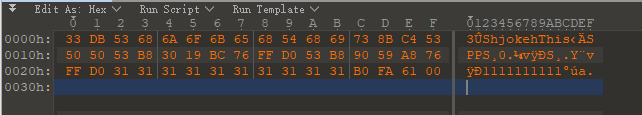 Edit As: Hex Run Script Run Template
0 1 2 3 4 5 6 7 8 9 A B C D E F 0123456789ABCDEF
0000h: 33 DB 53 68 6A 6F 6B 65 68 54 68 69 73 8B C4 53 3ÛShjokehThis‹ÄS
0010h: 50 50 53 B8 30 19 BC 76 FF D0 53 B8 90 59 A8 76 PPS¸0.¼vÿÐS¸.Y¨v
0020h: FF D0 31 31 31 31 31 31 31 31 31 31 B0 FA 61 00 ÿÐ1111111111°úa.
0030h: